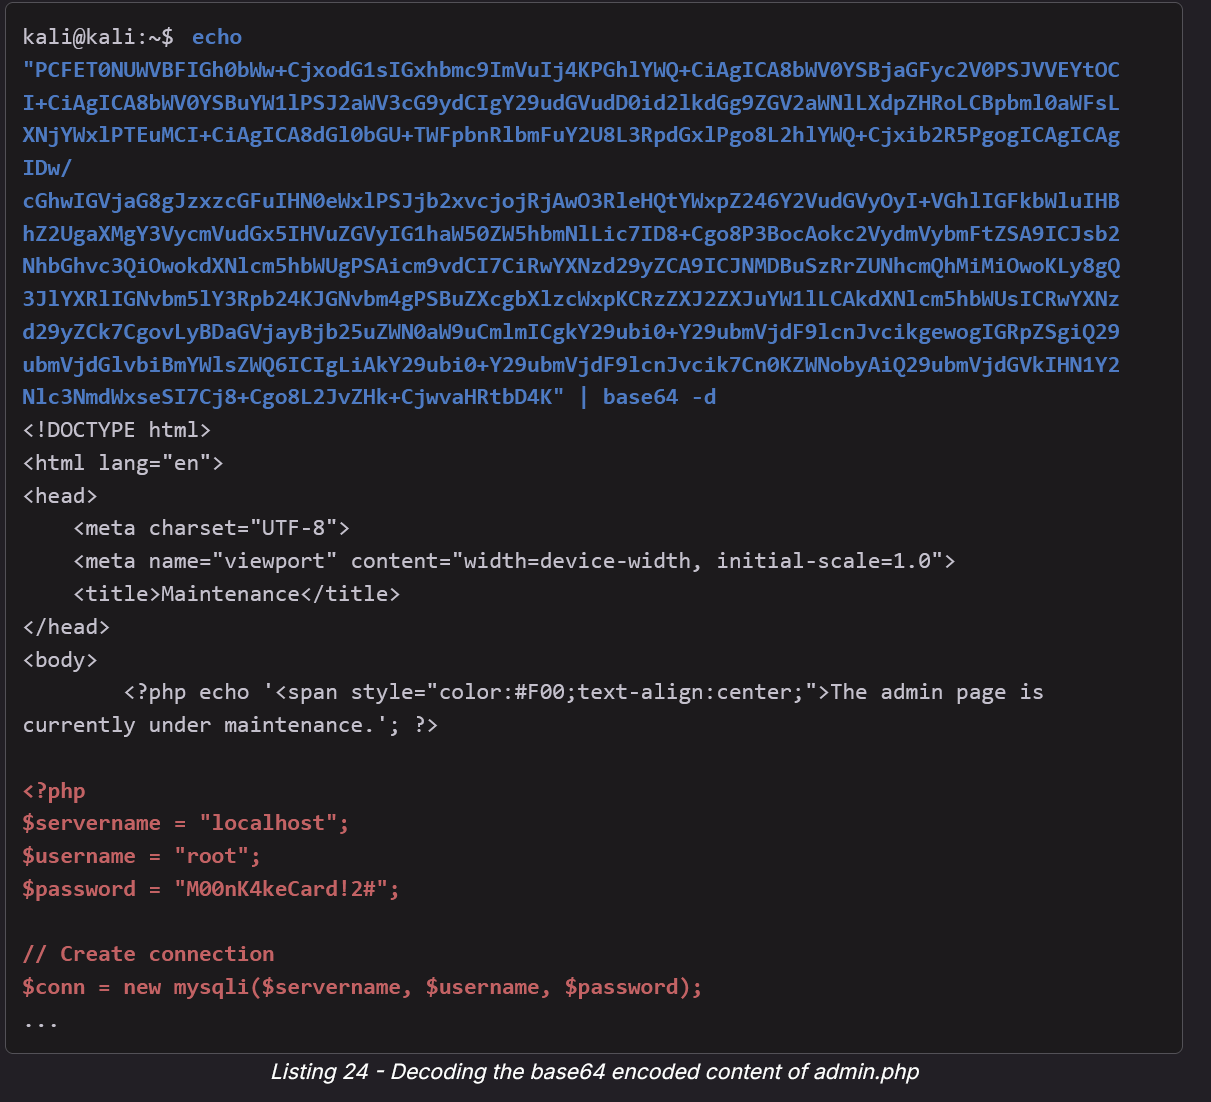 kali@kali:~$ echo
"PCFET0NUWVBFIGh0bWw+CjxodG1sIGxhbmc9ImVuIj4KPGhlYWQ+CiAgICA8bWV0YSBjaGFyc2V0PSJVVEYtOC
I+CiAgICA8bWV0YSBuYW1lPSJ2aWV3cG9ydCIgY29udGVudD0id2lkdGg9ZGV2aWNlLXdpZHRoLCBpbml0aWFsL
XNjYWxlPTEuMCI+CiAgICA8dGl0bGU+TWFpbnRlbmFuY2U8L3RpdGxlPgo8L2hlYWQ+Cjxib2R5PgogICAgICAg
IDw/
cGhwIGVjaG8gJzxzcGFuIHN0eWxlPSJjb2xvcjojRjAwO3RleHQtYWxpZ246Y2VudGVyOyI+VGhlIGFkbWluIHB
hZ2UgaXMgY3VycmVudGx5IHVuZGVyIG1haW50ZW5hbmNlLic7ID8+Cgo8P3BocAokc2VydmVybmFtZSA9ICJsb2
NhbGhvc3QiOwokdXNlcm5hbWUgPSAicm9vdCI7CiRwYXNzd29yZCA9ICJNMDBuSzRrZUNhcmQhMiMiOwoKLy8gQ
3JlYXRlIGNvbm5lY3Rpb24KJGNvbm4gPSBuZXcgbXlzcWxpKCRzZXJ2ZXJuYW1lLCAkdXNlcm5hbWUsICRwYXNz
d29yZCk7CgovLyBDaGVjayBjb25uZWN0aW9uCmlmICgkY29ubi0+Y29ubmVjdF9lcnJvcikgewogIGRpZSgiQ29
ubmVjdGlvbiBmYWlsZWQ6ICIgLiAkY29ubi0+Y29ubmVjdF9lcnJvcik7Cn0KZWNobyAiQ29ubmVjdGVkIHN1Y2
Nlc3NmdWxseSI7Cj8+Cgo8L2JvZHk+CjwvaHRtbD4K" | base64 -d
<!DOCTYPE html>
<html lang="en">
<head>
    <meta charset="UTF-8">
    <meta name="viewport" content="width=device-width, initial-scale=1.0">
    <title>Maintenance</title>
</head>
<body>
        <?php echo '<span style="color:#F00;text-align:center;">The admin page is
currently under maintenance.'; ?>
<?php
$servername = "localhost";
$username = "root";
$password = "M00nK4keCard!2#";
// Create connection
$conn = new mysqli($servername, $username, $password);
...
Listing 24 - Decoding the base64 encoded content of admin.php